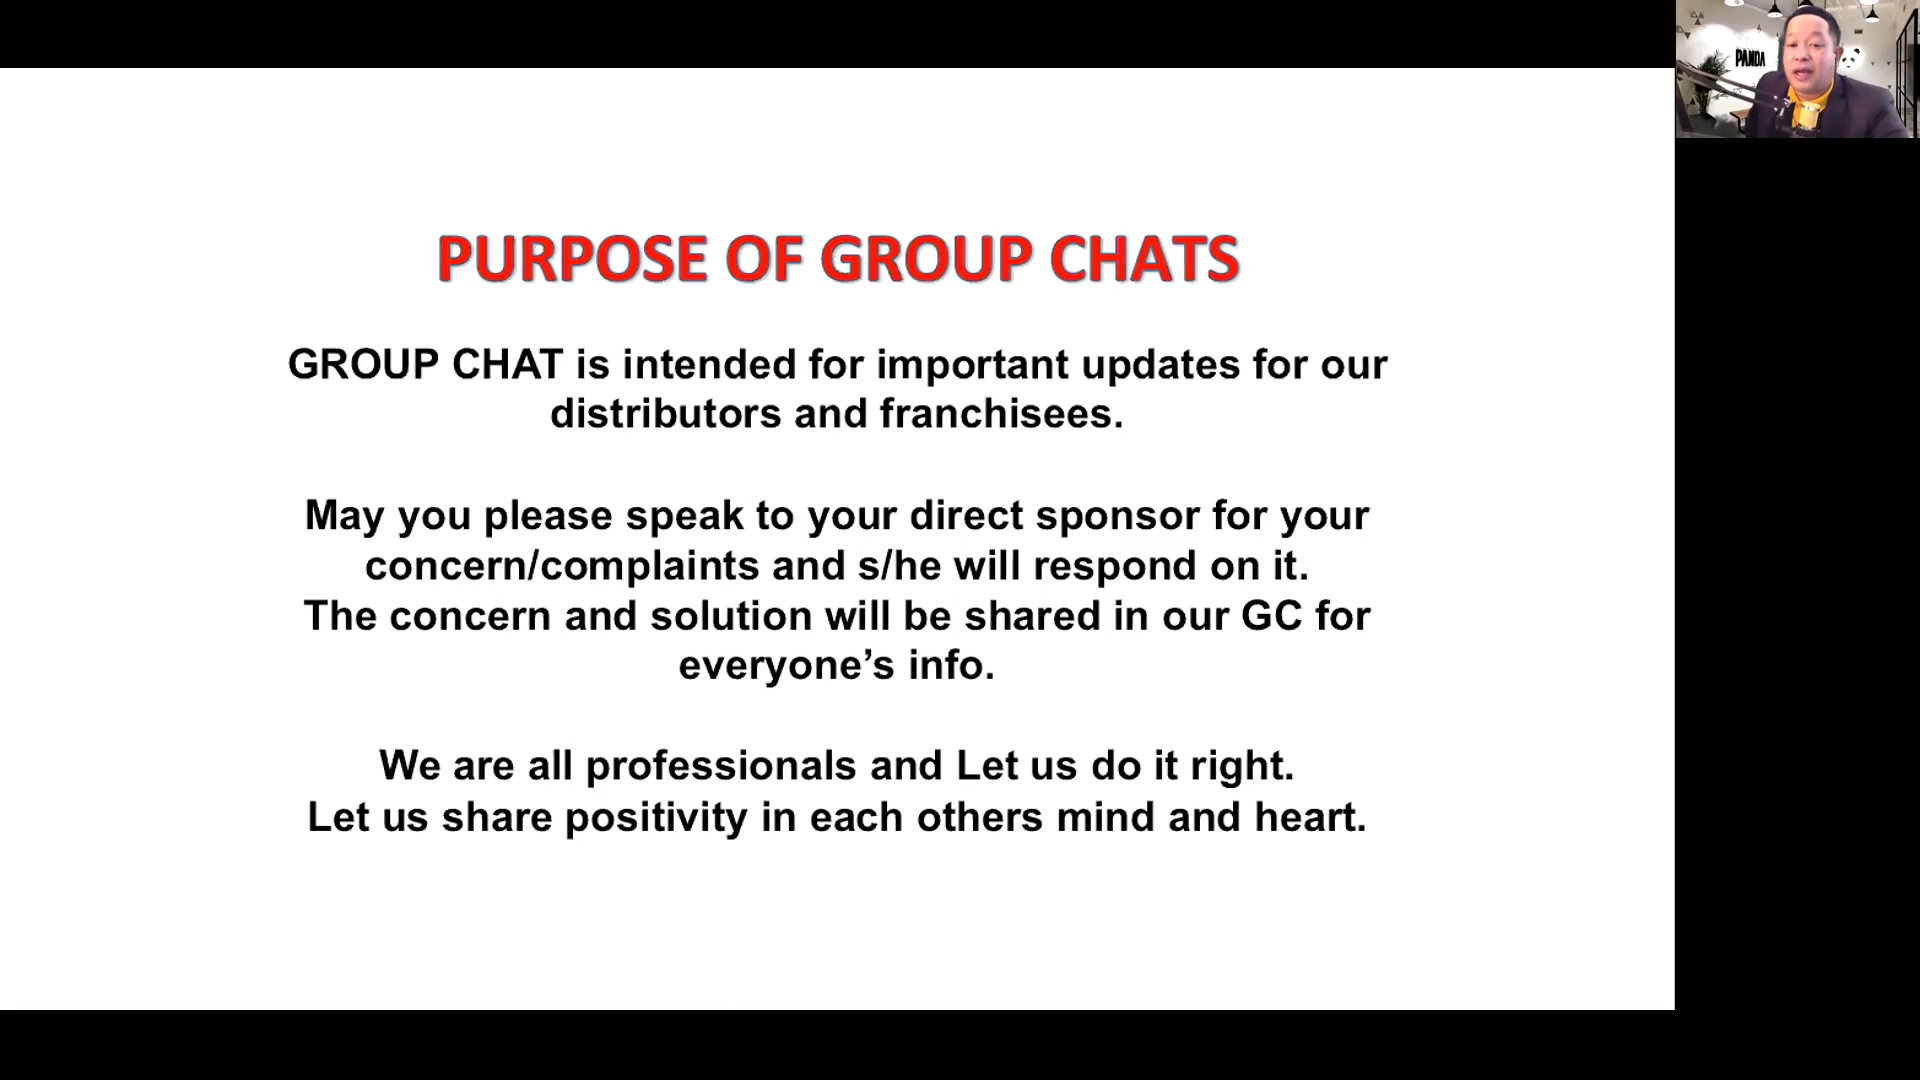 PANDA
PURPOSE OF GROUP CHATS
GROUP CHAT is intended for important updates for our
distributors and franchisees.
May you please speak to your direct sponsor for your
concern/complaints and s/he will respond on it.
The concern and solution will be shared in our GC for
everyone’s info.
We are all professionals and Let us do it right.
Let us share positivity in each others mind and heart.